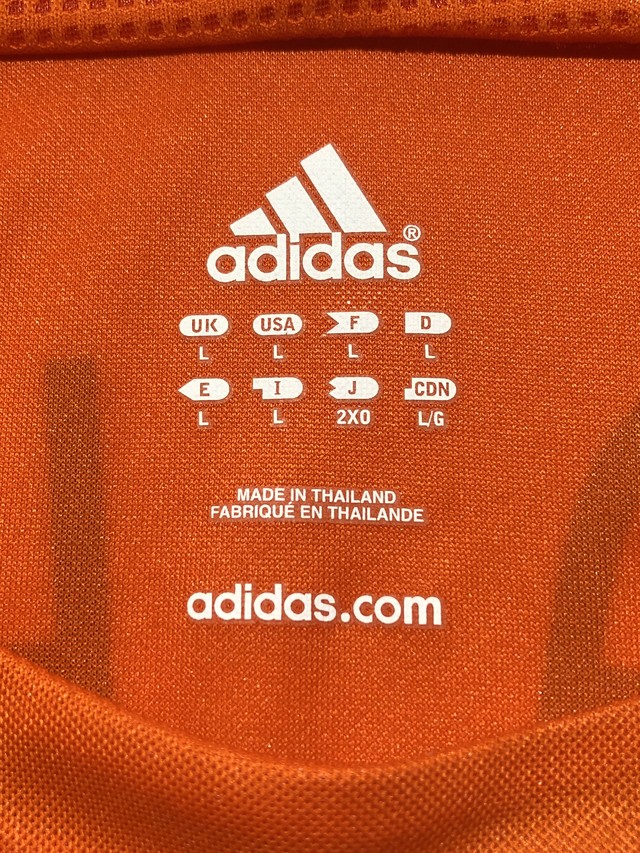 adidas®
UK USA F D
L L L L
E I J CDN
L L 2XO L/G
MADE IN THAILAND
FABRIQUÉ EN THAILANDE
adidas.com